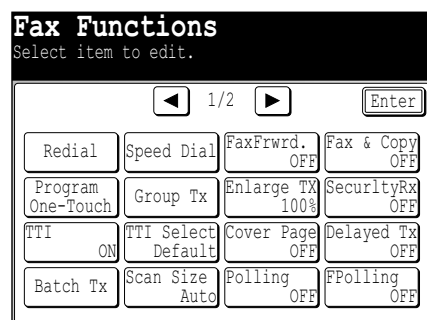 Fax Functions
Select item to edit.
1/2
Enter
Redial
Speed Dial
FaxFrwrd.
OFF
Fax & Copy
OFF
Program
One-Touch
Group Tx
Enlarge TX
100%
SecurltyRx
OFF
TTI
ON
TTI Select
Default
Cover Page
OFF
Delayed Tx
OFF
Batch Tx
Scan Size
Auto
Polling
OFF
FPolling
OFF